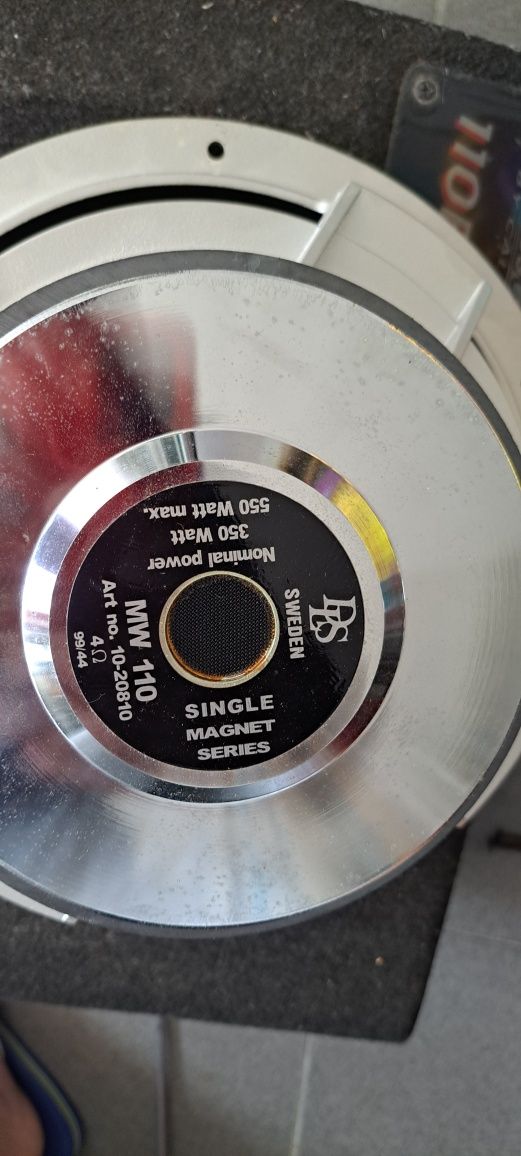 DLS
SWEDEN
Nominal power
350 Watt
550 Watt max.
MW 110
Art no. 10-20810
4Ω
99/44
SINGLE
MAGNET
SERIES